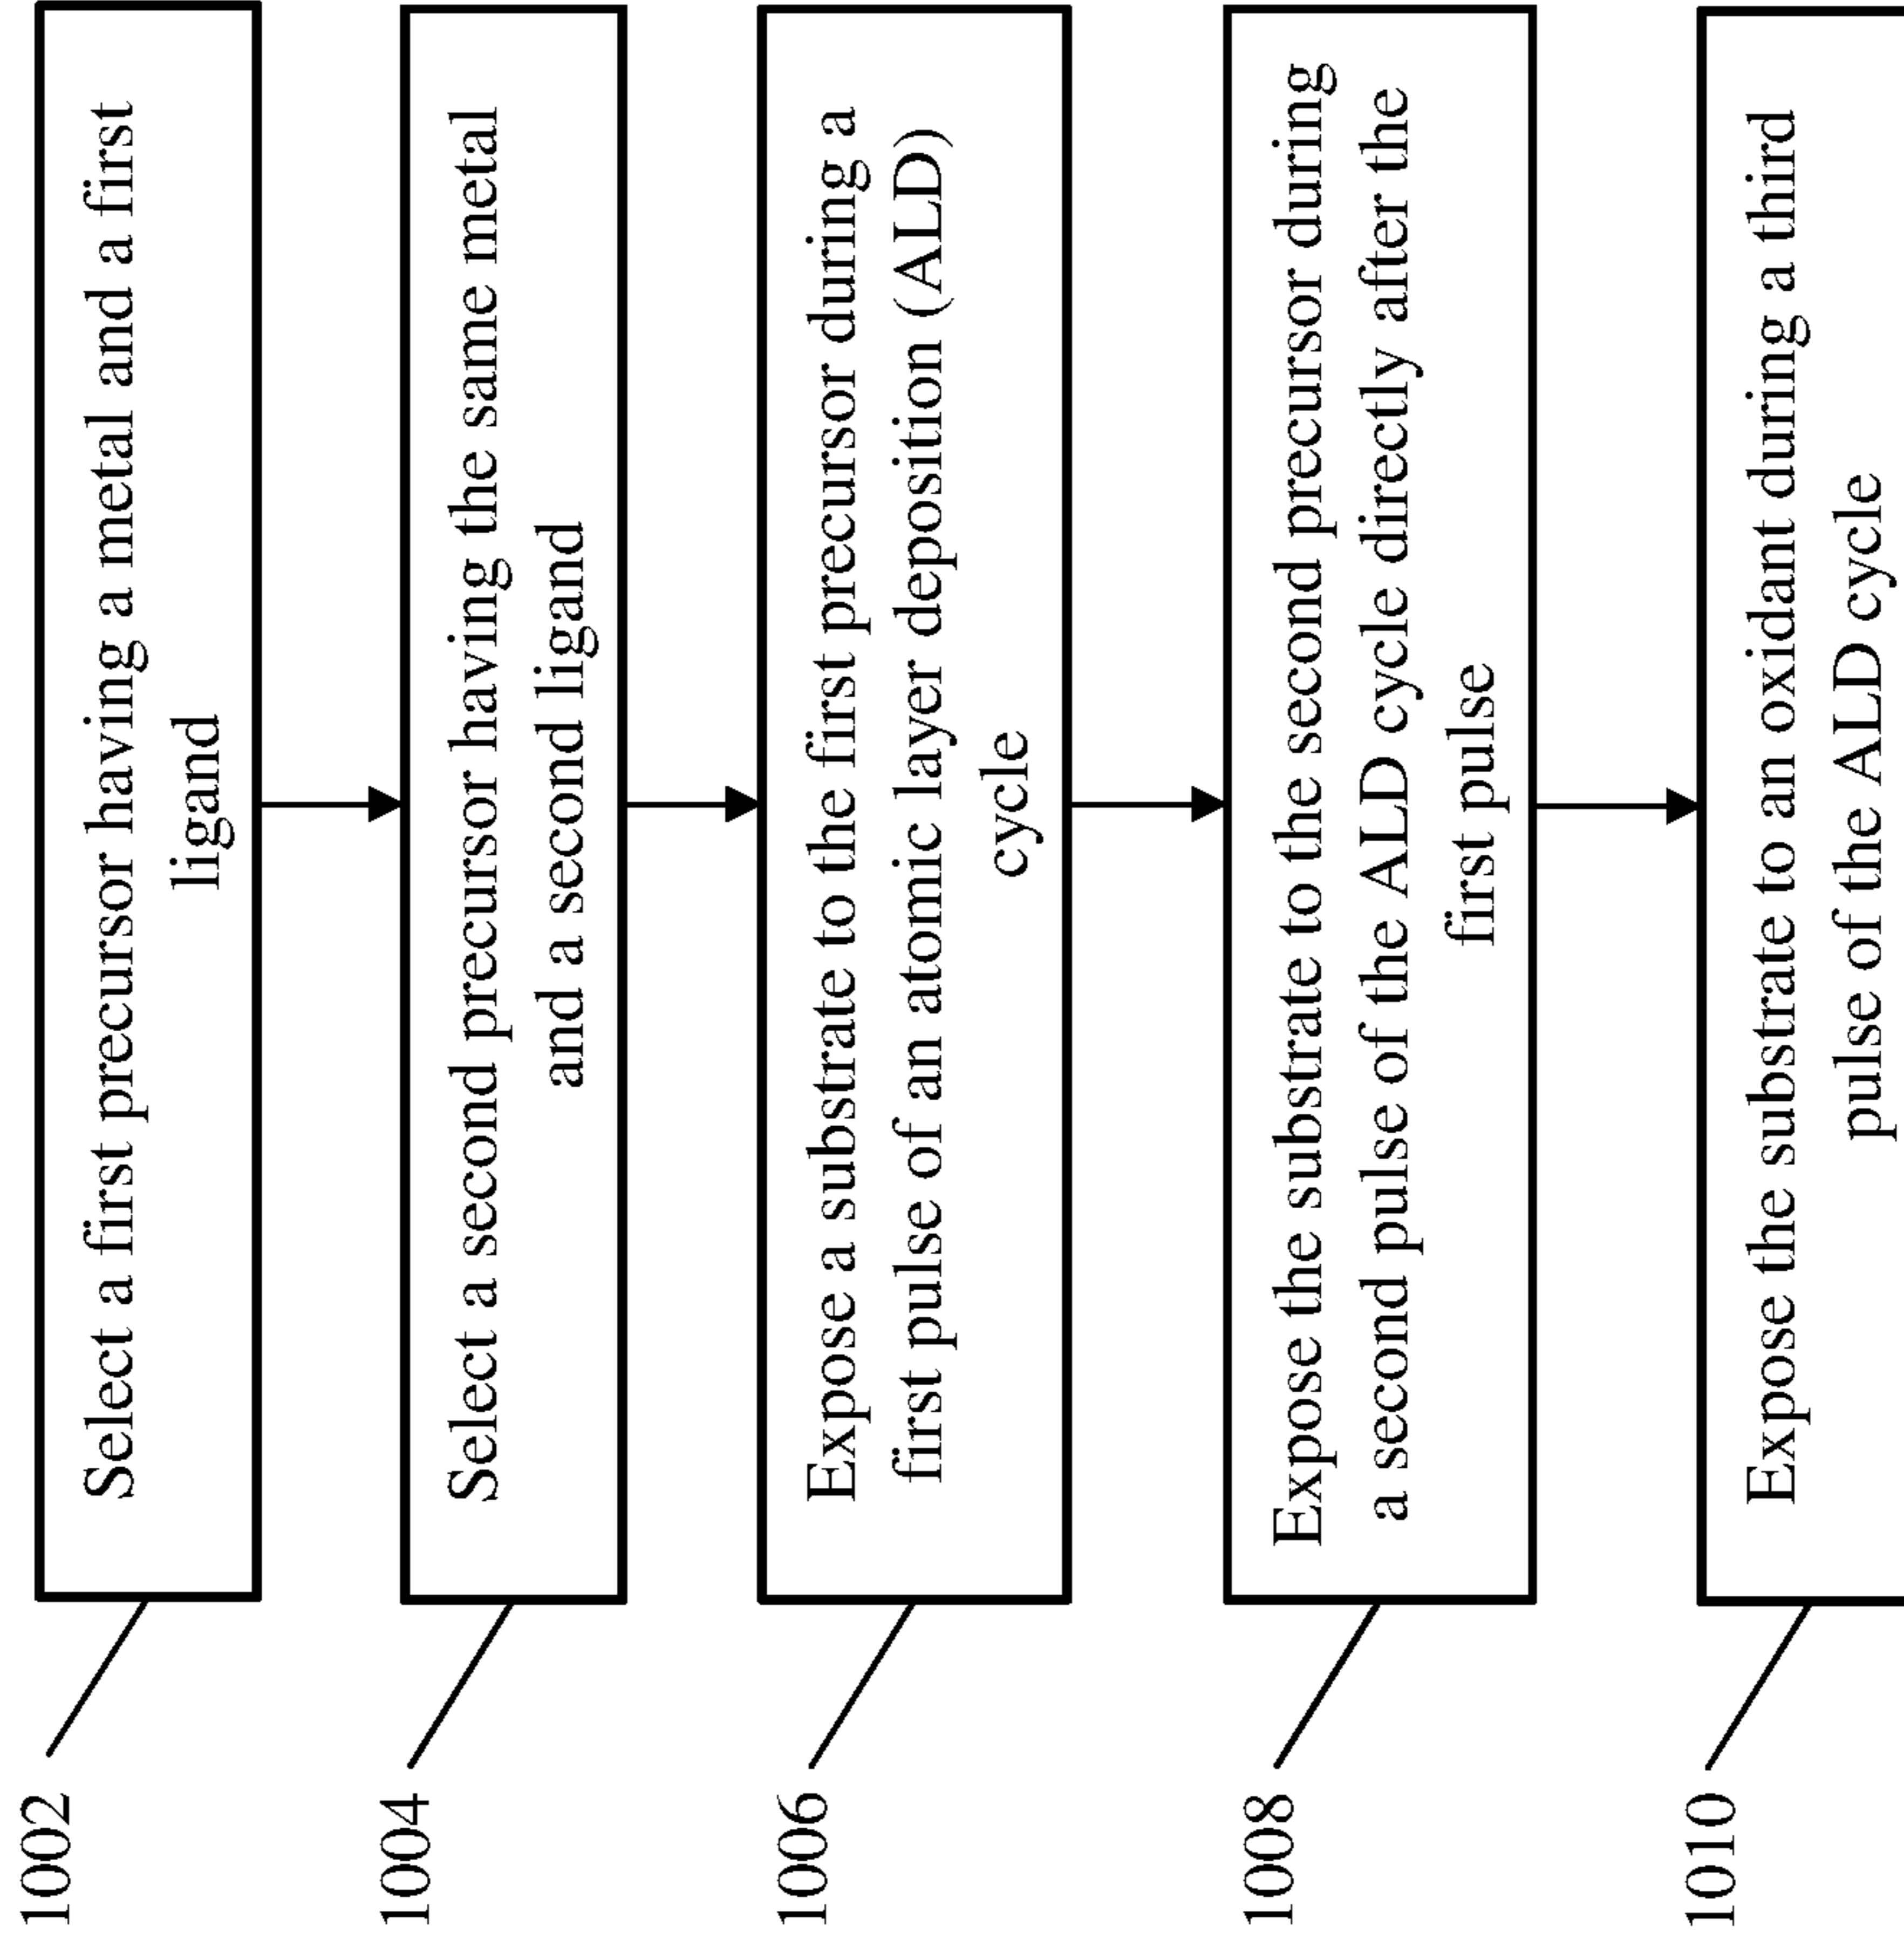 1002
Select a first precursor having a metal and a first
ligand
1004
Select a second precursor having the same metal
and a second ligand
1006
Expose a substrate to the first precursor during a
first pulse of an atomic layer deposition (ALD)
cycle
1008
Expose the substrate to the second precursor during
a second pulse of the ALD cycle directly after the
first pulse
1010
Expose the substrate to an oxidant during a third
pulse of the ALD cycle